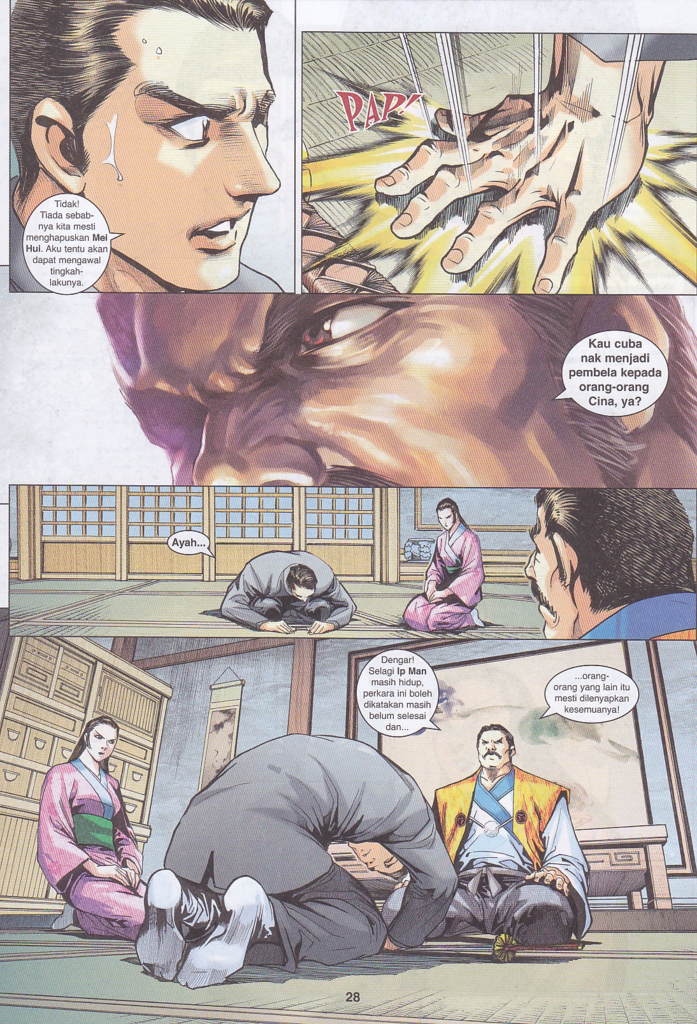 Tidak!
Tiada sebab-
nya kita mesti
menghapuskan Mei
Hui. Aku tentu akan
dapat mengawal
tingkah-
lakunya.
PAP
Kau cuba
nak menjadi
pembela kepada
orang-orang
Cina, ya?
Ayah...
Dengar!
Selagi Ip Man
masih hidup,
perkara ini boleh
dikatakan masih
belum selesai
dan...
...orang-
orang yang lain itu
mesti dilenyapkan
kesemuanya!
28